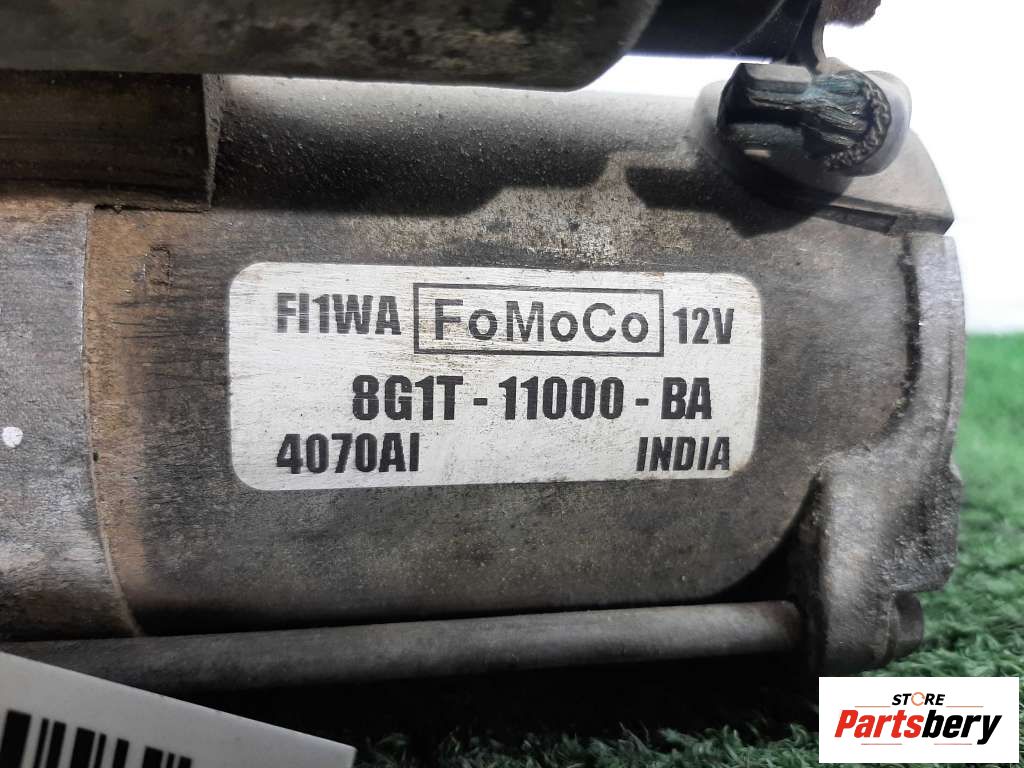 FI1WA FoMoCo 12V
8G1T - 11000 - BA
4070AI INDIA
STORE
Partsbery